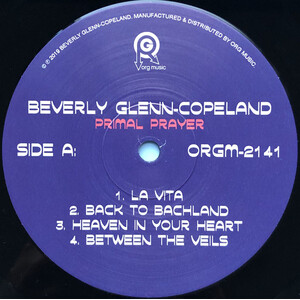 ℗ © 2019 BEVERLY GLENN-COPELAND. MANUFACTURED & DISTRIBUTED BY ORG MUSIC
org music
BEVERLY GLENN-COPELAND
PRIMAL PRAYER
SIDE A: ORGM-2141
1. LA VITA
2. BACK TO BACHLAND
3. HEAVEN IN YOUR HEART
4. BETWEEN THE VEILS